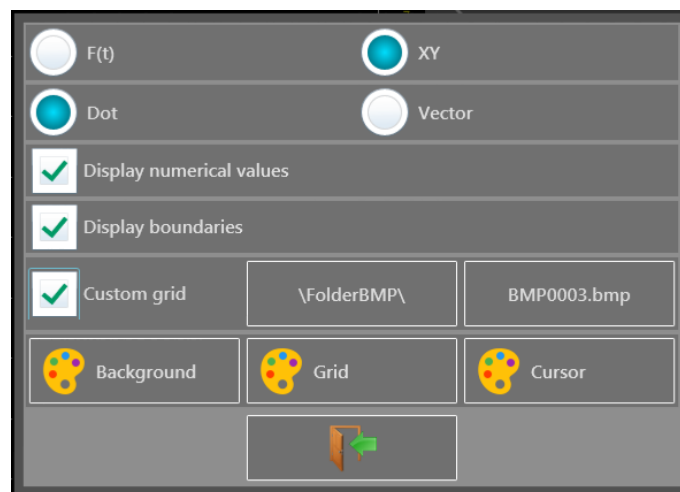 F(t)
XY
Dot
Vector
Display numerical values
Display boundaries
Custom grid
\FolderBMP\
BMP0003.bmp
Background
Grid
Cursor